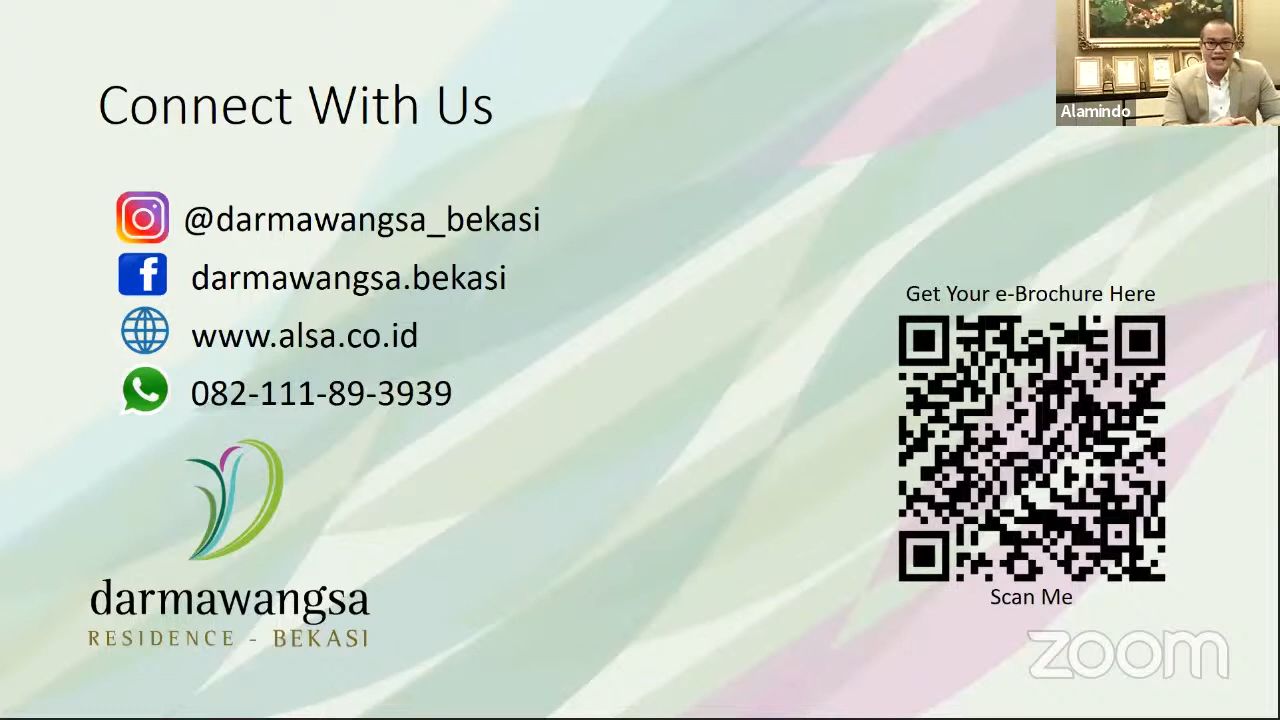 Alamindo
Connect With Us
@darmawangsa_bekasi
darmawangsa.bekasi
www.alsa.co.id
082-111-89-3939
Get Your e-Brochure Here
Scan Me
darmawangsa
RESIDENCE - BEKASI
zoom